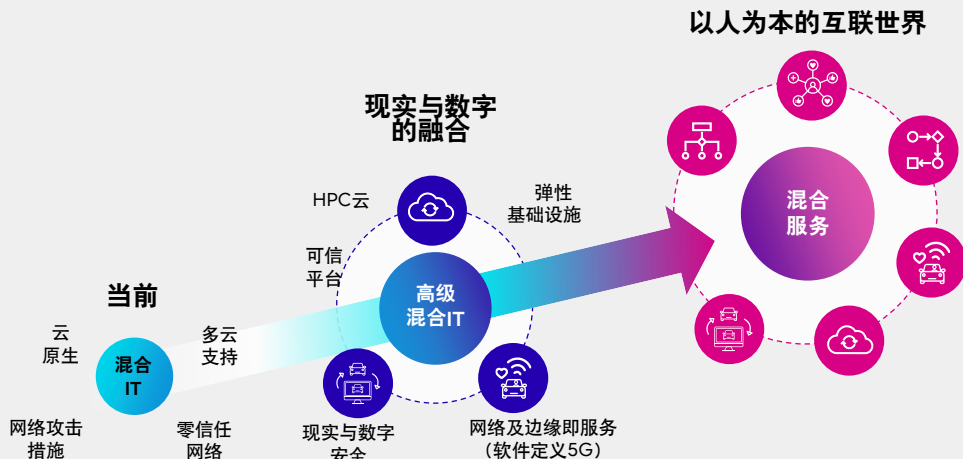 以人为本的互联世界
现实与数字
的融合
HPC云
弹性
基础设施
混合
服务
可信
平台
当前
高级
混合IT
云
原生
多云
支持
混合
IT
网络攻击
措施
零信任
网络
现实与数字
安全
网络及边缘即服务
（软件定义5G）